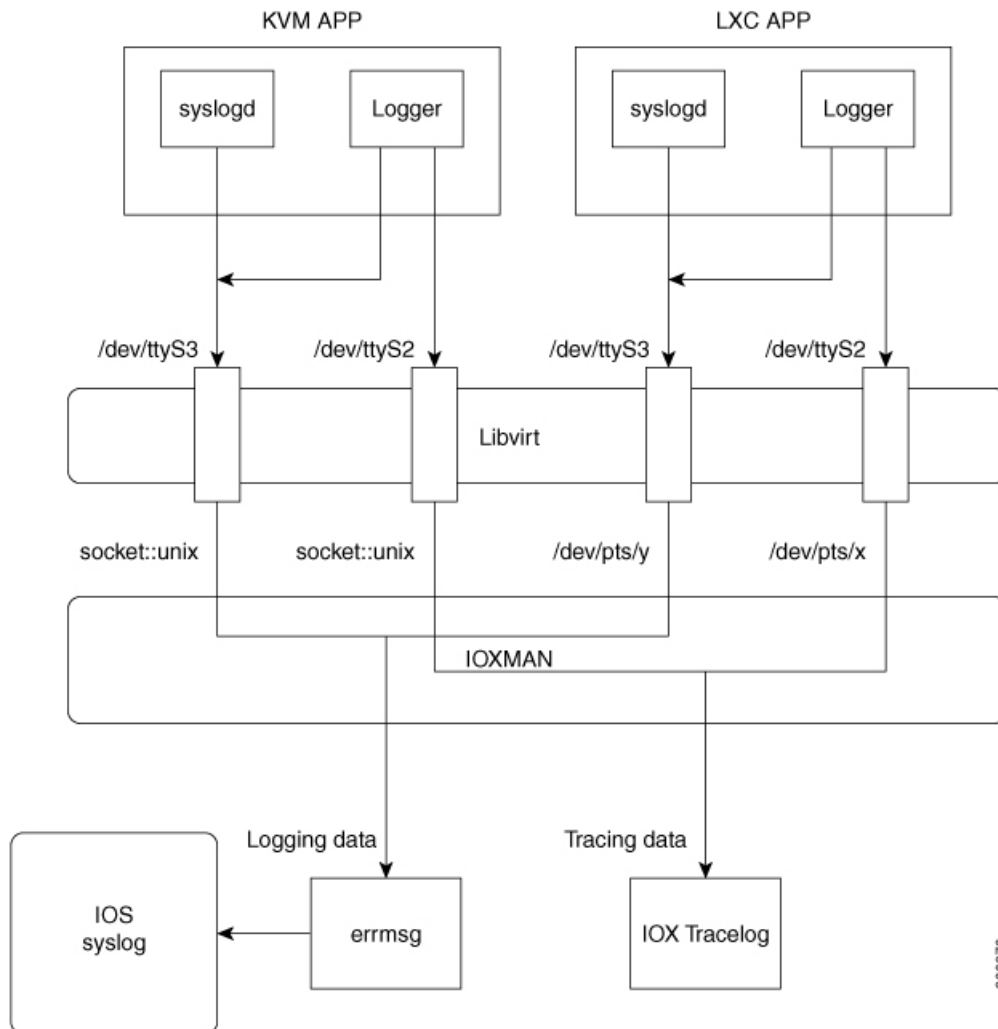 KVM APP
LXC APP
syslogd
Logger
syslogd
Logger
/dev/ttyS3
/dev/ttyS2
/dev/ttyS3
/dev/ttyS2
Libvirt
socket::unix
socket::unix
/dev/pts/y
/dev/pts/x
IOXMAN
Logging data
Tracing data
IOS
syslog
errmsg
IOX Tracelog